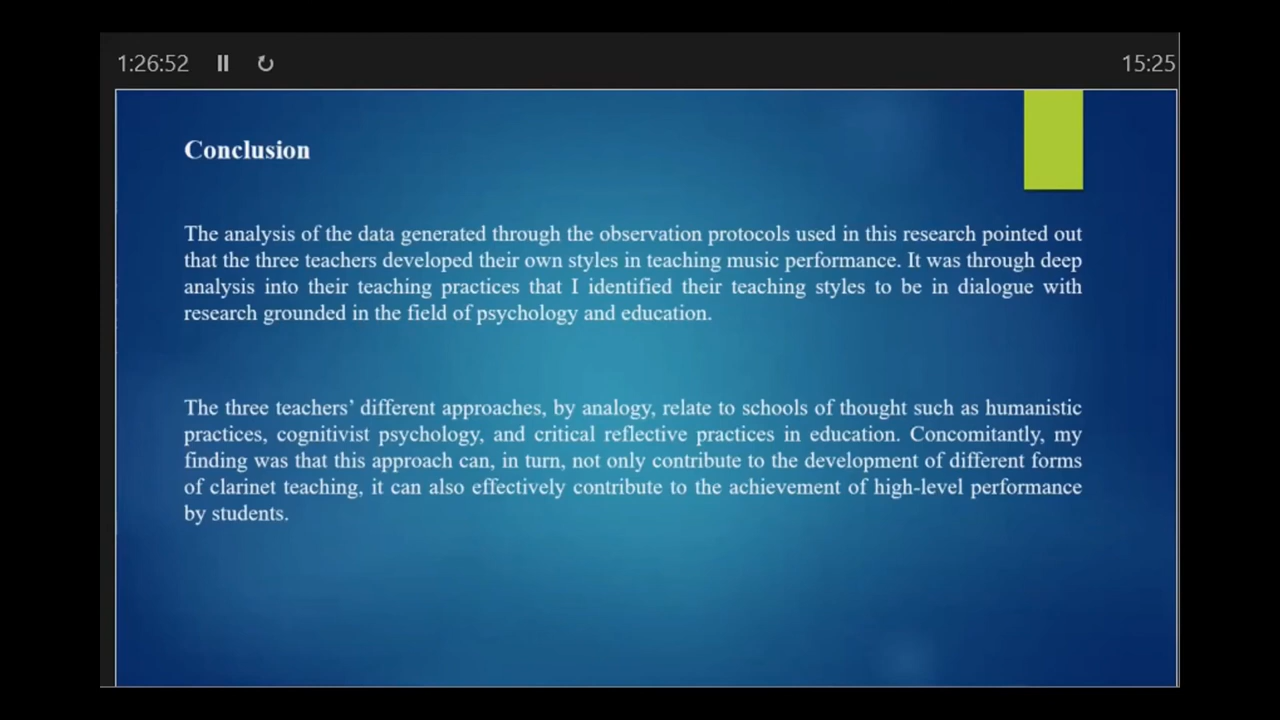 1:26:52 15:25
Conclusion
The analysis of the data generated through the observation protocols used in this research pointed out
that the three teachers developed their own styles in teaching music performance. It was through deep
analysis into their teaching practices that I identified their teaching styles to be in dialogue with
research grounded in the field of psychology and education.
The three teachers’ different approaches, by analogy, relate to schools of thought such as humanistic
practices, cognitivist psychology, and critical reflective practices in education. Concomitantly, my
finding was that this approach can, in turn, not only contribute to the development of different forms
of clarinet teaching, it can also effectively contribute to the achievement of high-level performance
by students.